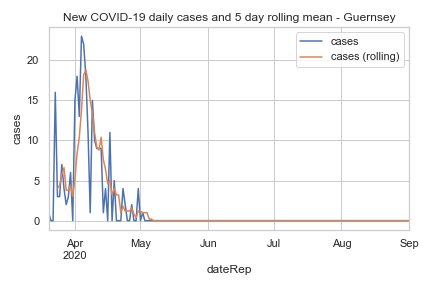 New COVID-19 daily cases and 5 day rolling mean - Guernsey
cases
cases (rolling)
cases
20
15
10
5
0
Apr
2020
May
Jun
Jul
Aug
Sep
dateRep